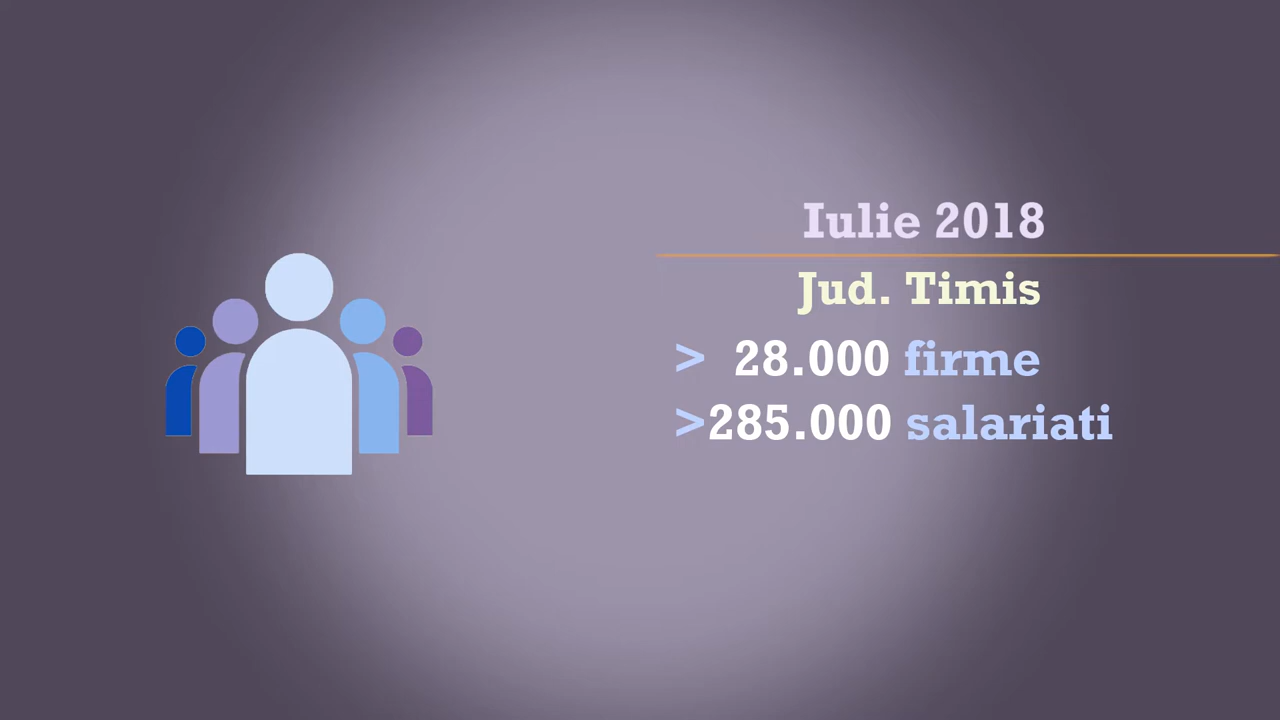 Iulie 2018
Jud. Timis
> 28.000 firme
>285.000 salariati